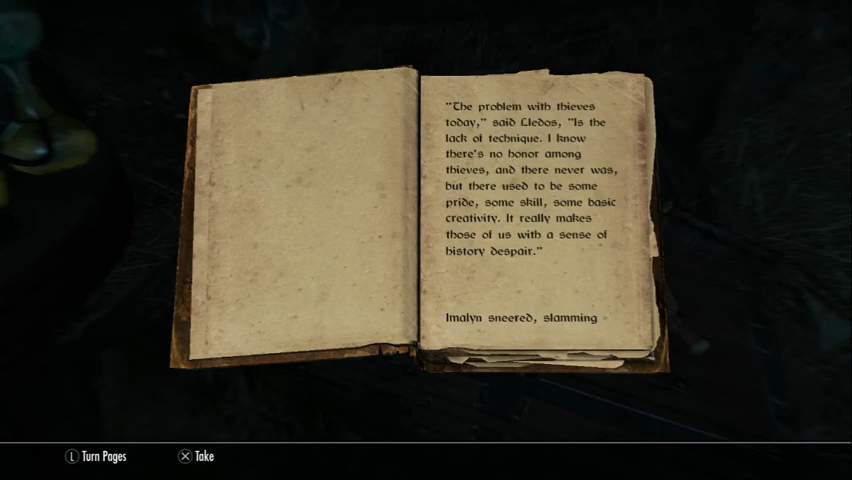 "The problem with thieves
today," said Lledos, "Is the
lack of technique. I know
there's no honor among
thieves, and there never was,
but there used to be some
pride, some skill, some basic
creativity. It really makes
those of us with a sense of
history despair."
Imalyn sneered, slamming
L Turn Pages
X Take